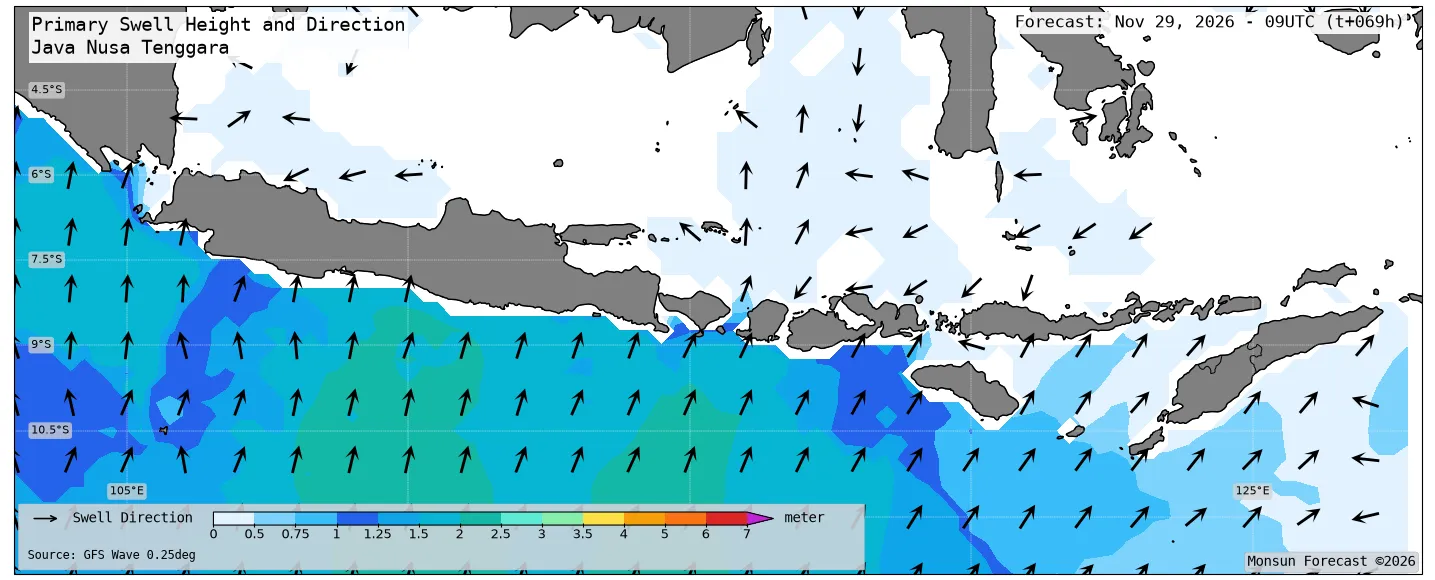 Primary Swell Height and Direction
Java Nusa Tenggara
Forecast: Nov 29, 2026 - 09UTC (t+069h)
4.5°S
6°S
7.5°S
9°S
10.5°S
105°E
125°E
Swell Direction
0 0.5 0.75 1 1.25 1.5 2 2.5 3 3.5 4 5 6 7
meter
Source: GFS Wave 0.25deg
Monsun Forecast ©2026